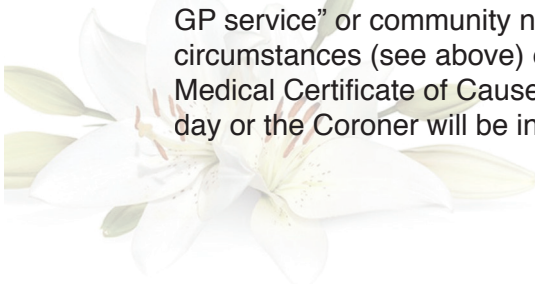 GP service” or community n
circumstances (see above) 
Medical Certificate of Cause
day or the Coroner will be in